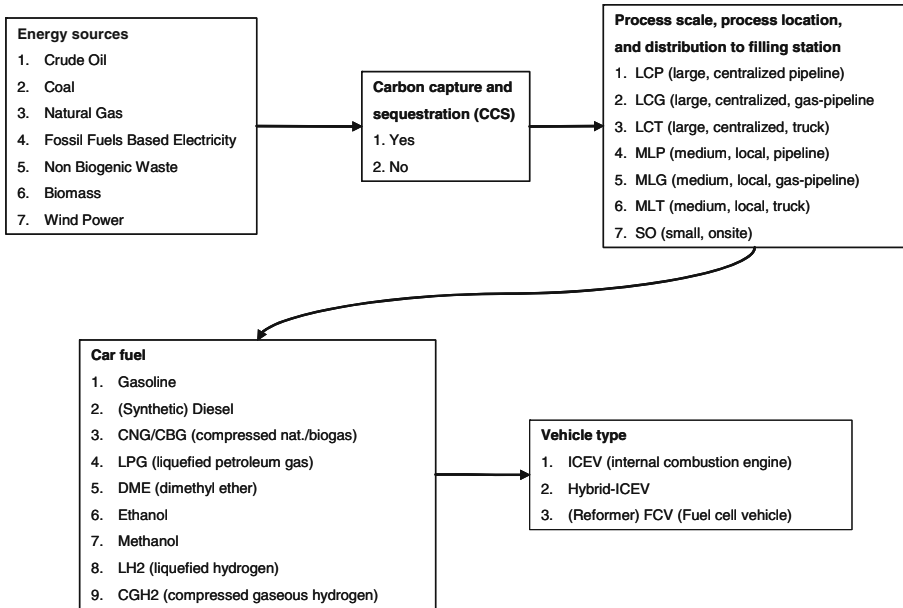 Energy sources
1. Crude Oil
2. Coal
3. Natural Gas
4. Fossil Fuels Based Electricity
5. Non Biogenic Waste
6. Biomass
7. Wind Power
Carbon capture and
sequestration (CCS)
1. Yes
2. No
Process scale, process location,
and distribution to filling station
1. LCP (large, centralized pipeline)
2. LCG (large, centralized, gas-pipeline
3. LCT (large, centralized, truck)
4. MLP (medium, local, pipeline)
5. MLG (medium, local, gas-pipeline)
6. MLT (medium, local, truck)
7. SO (small, onsite)
Car fuel
1. Gasoline
2. (Synthetic) Diesel
3. CNG/CBG (compressed nat./biogas)
4. LPG (liquefied petroleum gas)
5. DME (dimethyl ether)
6. Ethanol
7. Methanol
8. LH2 (liquefied hydrogen)
9. CGH2 (compressed gaseous hydrogen)
Vehicle type
1. ICEV (internal combustion engine)
2. Hybrid-ICEV
3. (Reformer) FCV (Fuel cell vehicle)